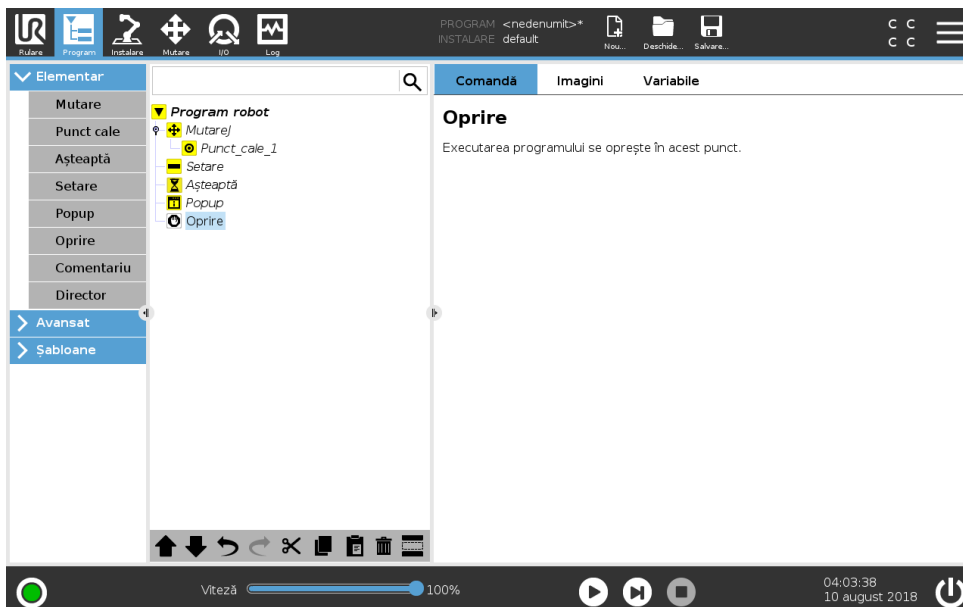 PROGRAM <nedenumit>*
INSTALARE default
Rulare Program Instalare Mutare I/O Log
Nou... Deschide... Salvare...
C C
C C
Elementar
Mutare
Punct cale
Așteaptă
Setare
Popup
Oprire
Comentariu
Director
Avansat
Șabloane
Program robot
MutareJ
Punct_cale_1
Setare
Așteaptă
Popup
Oprire
Comandă Imagini Variabile
Oprire
Executarea programului se oprește în acest punct.
Viteză 100%
04:03:38
10 august 2018